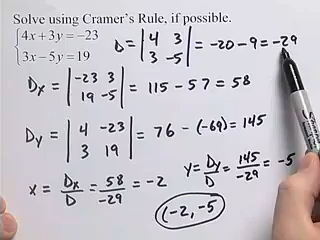 Solve using Cramer's Rule, if possible.
{4x + 3y = -23
3x - 5y = 19
D = |4 3
3 -5| = -20 - 9 = -29
Dx = |-23 3
19 -5| = 115 - 57 = 58
Dy = |4 -23
3 19| = 76 - (-69) = 145
x = Dx/D = 58/-29 = -2
y = Dy/D = 145/-29 = -5
(-2, -5